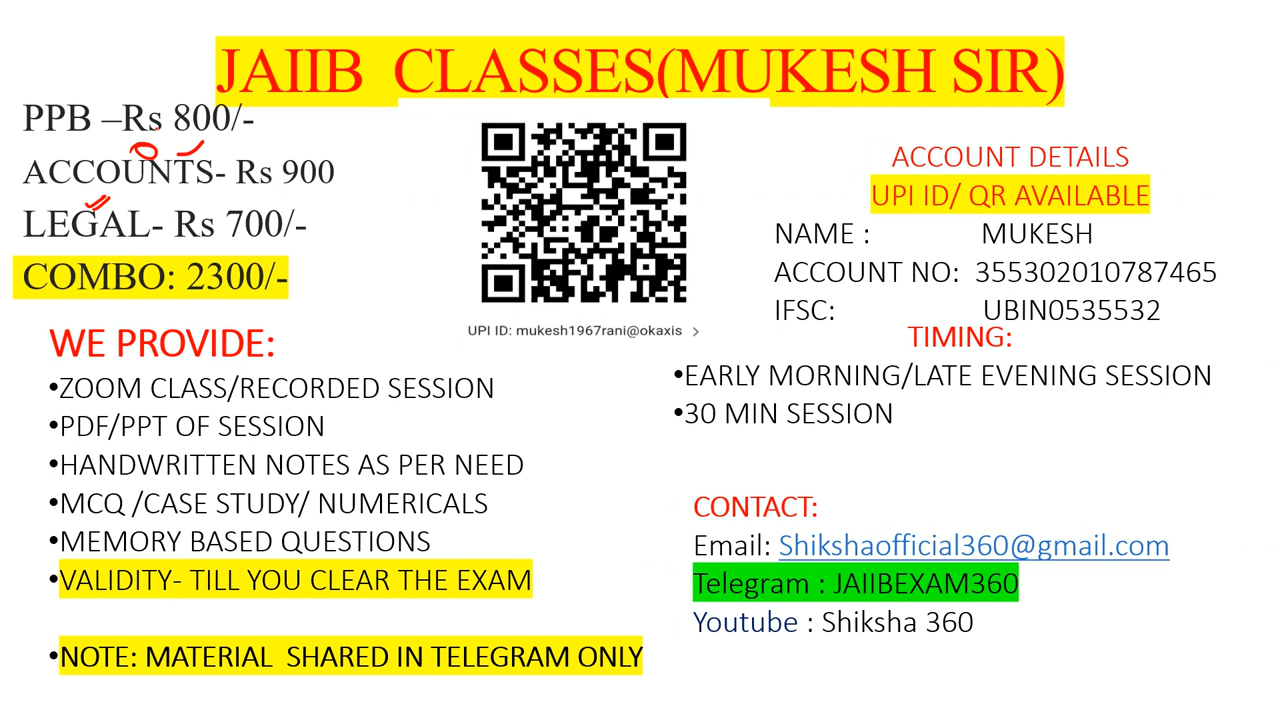 JAIIB CLASSES(MUKESH SIR)
PPB –Rs 800/-
ACCOUNTS- Rs 900
LEGAL- Rs 700/-
COMBO: 2300/-
UPI ID: mukesh1967rani@okaxis >
ACCOUNT DETAILS
UPI ID/ QR AVAILABLE
NAME : MUKESH
ACCOUNT NO: 355302010787465
IFSC: UBIN0535532
WE PROVIDE:
•ZOOM CLASS/RECORDED SESSION
•PDF/PPT OF SESSION
•HANDWRITTEN NOTES AS PER NEED
•MCQ /CASE STUDY/ NUMERICALS
•MEMORY BASED QUESTIONS
•VALIDITY- TILL YOU CLEAR THE EXAM
•NOTE: MATERIAL SHARED IN TELEGRAM ONLY
TIMING:
•EARLY MORNING/LATE EVENING SESSION
•30 MIN SESSION
CONTACT:
Email: Shikshaofficial360@gmail.com
Telegram : JAIIBEXAM360
Youtube : Shiksha 360